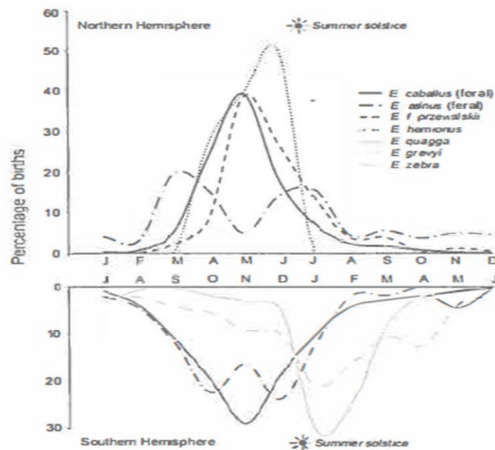 Northern Hemisphere
Summer solstice
E caballus (feral)
E asinus (feral)
E f przewalskii
E hemionus
E quagga
E grevyi
E zebra
Percentage of births
60
50
40
30
20
10
0
J F M A M J J A S O N D
J A S O N D J F M A M J
0
10
20
30
Southern Hemisphere
Summer solstice